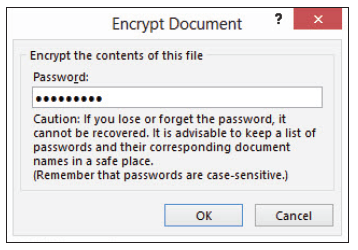 Encrypt Document
?
Encrypt the contents of this file
Password:
•••••••••
Caution: If you lose or forget the password, it
cannot be recovered. It is advisable to keep a list of
passwords and their corresponding document
names in a safe place.
(Remember that passwords are case-sensitive.)
OK
Cancel